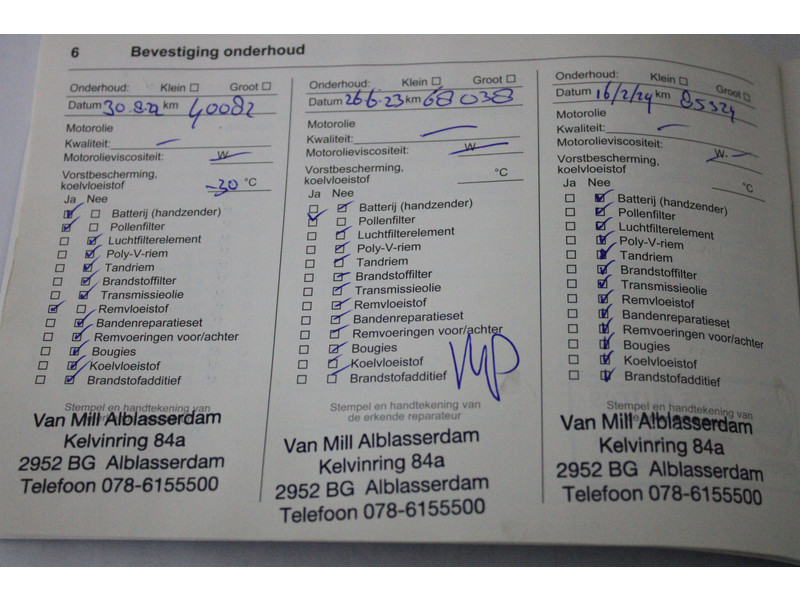 6 Bevestiging onderhoud
Onderhoud: Klein Groot
Datum 30.8.22 km 40082
Motorolie
Kwaliteit:
Motorolieviscositeit: W
Vorstbescherming,
koelvloeistof -30 °C
Ja Nee
Batterij (handzender)
Pollenfilter
Luchtfilterelement
Poly-V-riem
Tandriem
Brandstoffilter
Transmissieolie
Remvloeistof
Bandenreparatieset
Remvoeringen voor/achter
Bougies
Koelvloeistof
Brandstofadditief
Stempel en handtekening van
Van Mill Alblasserdam
Kelvinring 84a
2952 BG Alblasserdam
Telefoon 078-6155500
Onderhoud: Klein Groot
Datum 26.6.23 km 68038
Motorolie
Kwaliteit:
Motorolieviscositeit: W
Vorstbescherming,
koelvloeistof °C
Ja Nee
Batterij (handzender)
Pollenfilter
Luchtfilterelement
Poly-V-riem
Tandriem
Brandstoffilter
Transmissieolie
Remvloeistof
Bandenreparatieset
Remvoeringen voor/achter
Bougies
Koelvloeistof
Brandstofadditief
Stempel en handtekening van
de erkende reparateur
Van Mill Alblasserdam
Kelvinring 84a
2952 BG Alblasserdam
Telefoon 078-6155500
Onderhoud: Klein Groot
Datum 16/2/24 km 85324
Motorolie
Kwaliteit:
Motorolieviscositeit: W
Vorstbescherming,
koelvloeistof °C
Ja Nee
Batterij (handzender)
Pollenfilter
Luchtfilterelement
Poly-V-riem
Tandriem
Brandstoffilter
Transmissieolie
Remvloeistof
Bandenreparatieset
Remvoeringen voor/achter
Bougies
Koelvloeistof
Brandstofadditief
Stempel en handtekening van
Van Mill Alblasserdam
Kelvinring 84a
2952 BG Alblasserdam
Telefoon 078-6155500